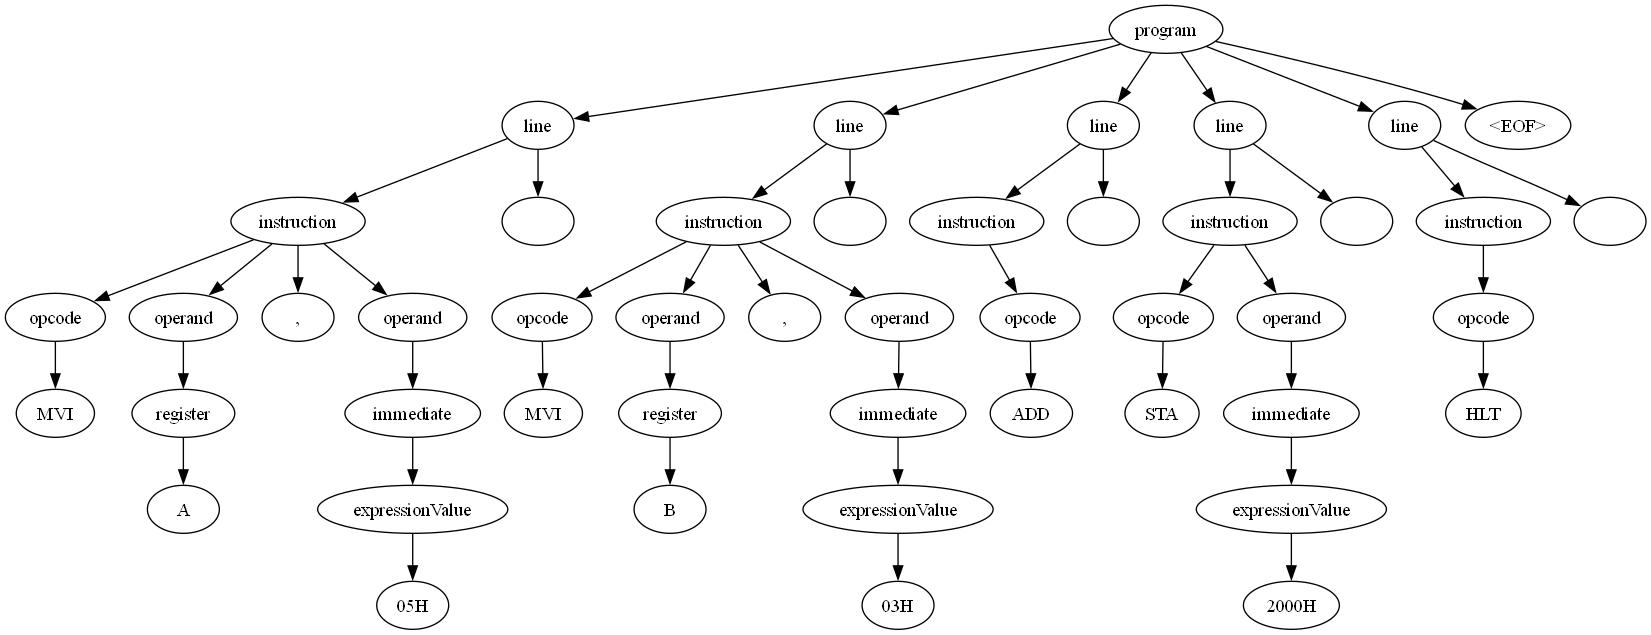 program
line line line line line <EOF>
instruction instruction instruction instruction instruction
opcode operand , operand opcode operand , operand opcode opcode operand opcode
MVI register immediate MVI register immediate ADD STA immediate HLT
A expressionValue B expressionValue expressionValue
05H 03H 2000H